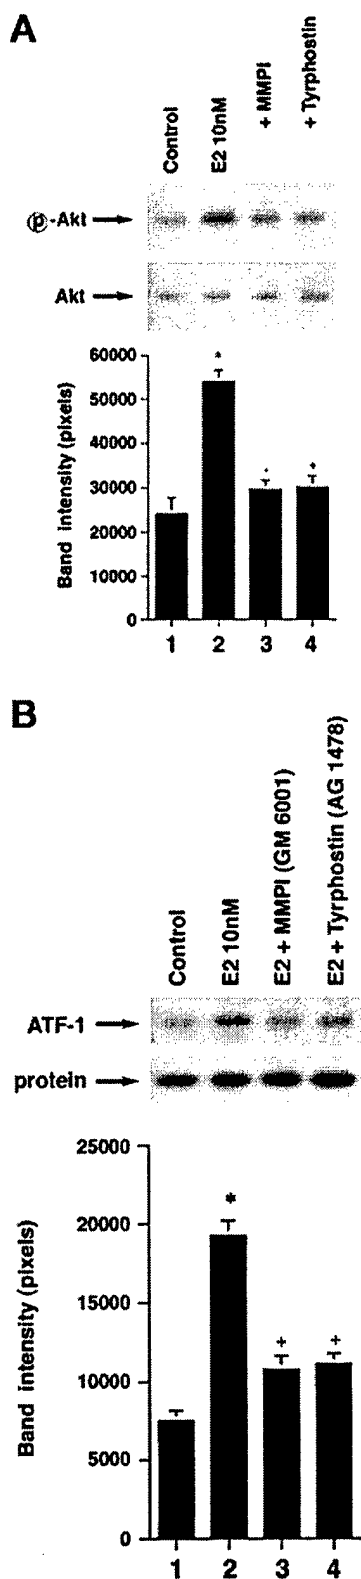 A
Control
E2 10nM
+ MMPI
+ Tyrphostin
ⓟ-Akt
Akt
Band intensity (pixels)
60000
50000
40000
30000
20000
10000
0
*
+
+
1 2 3 4
B
Control
E2 10nM
E2 + MMPI (GM 6001)
E2 + Tyrphostin (AG 1478)
ATF-1
protein
Band intensity (pixels)
25000
20000
15000
10000
5000
0
*
+
+
1 2 3 4